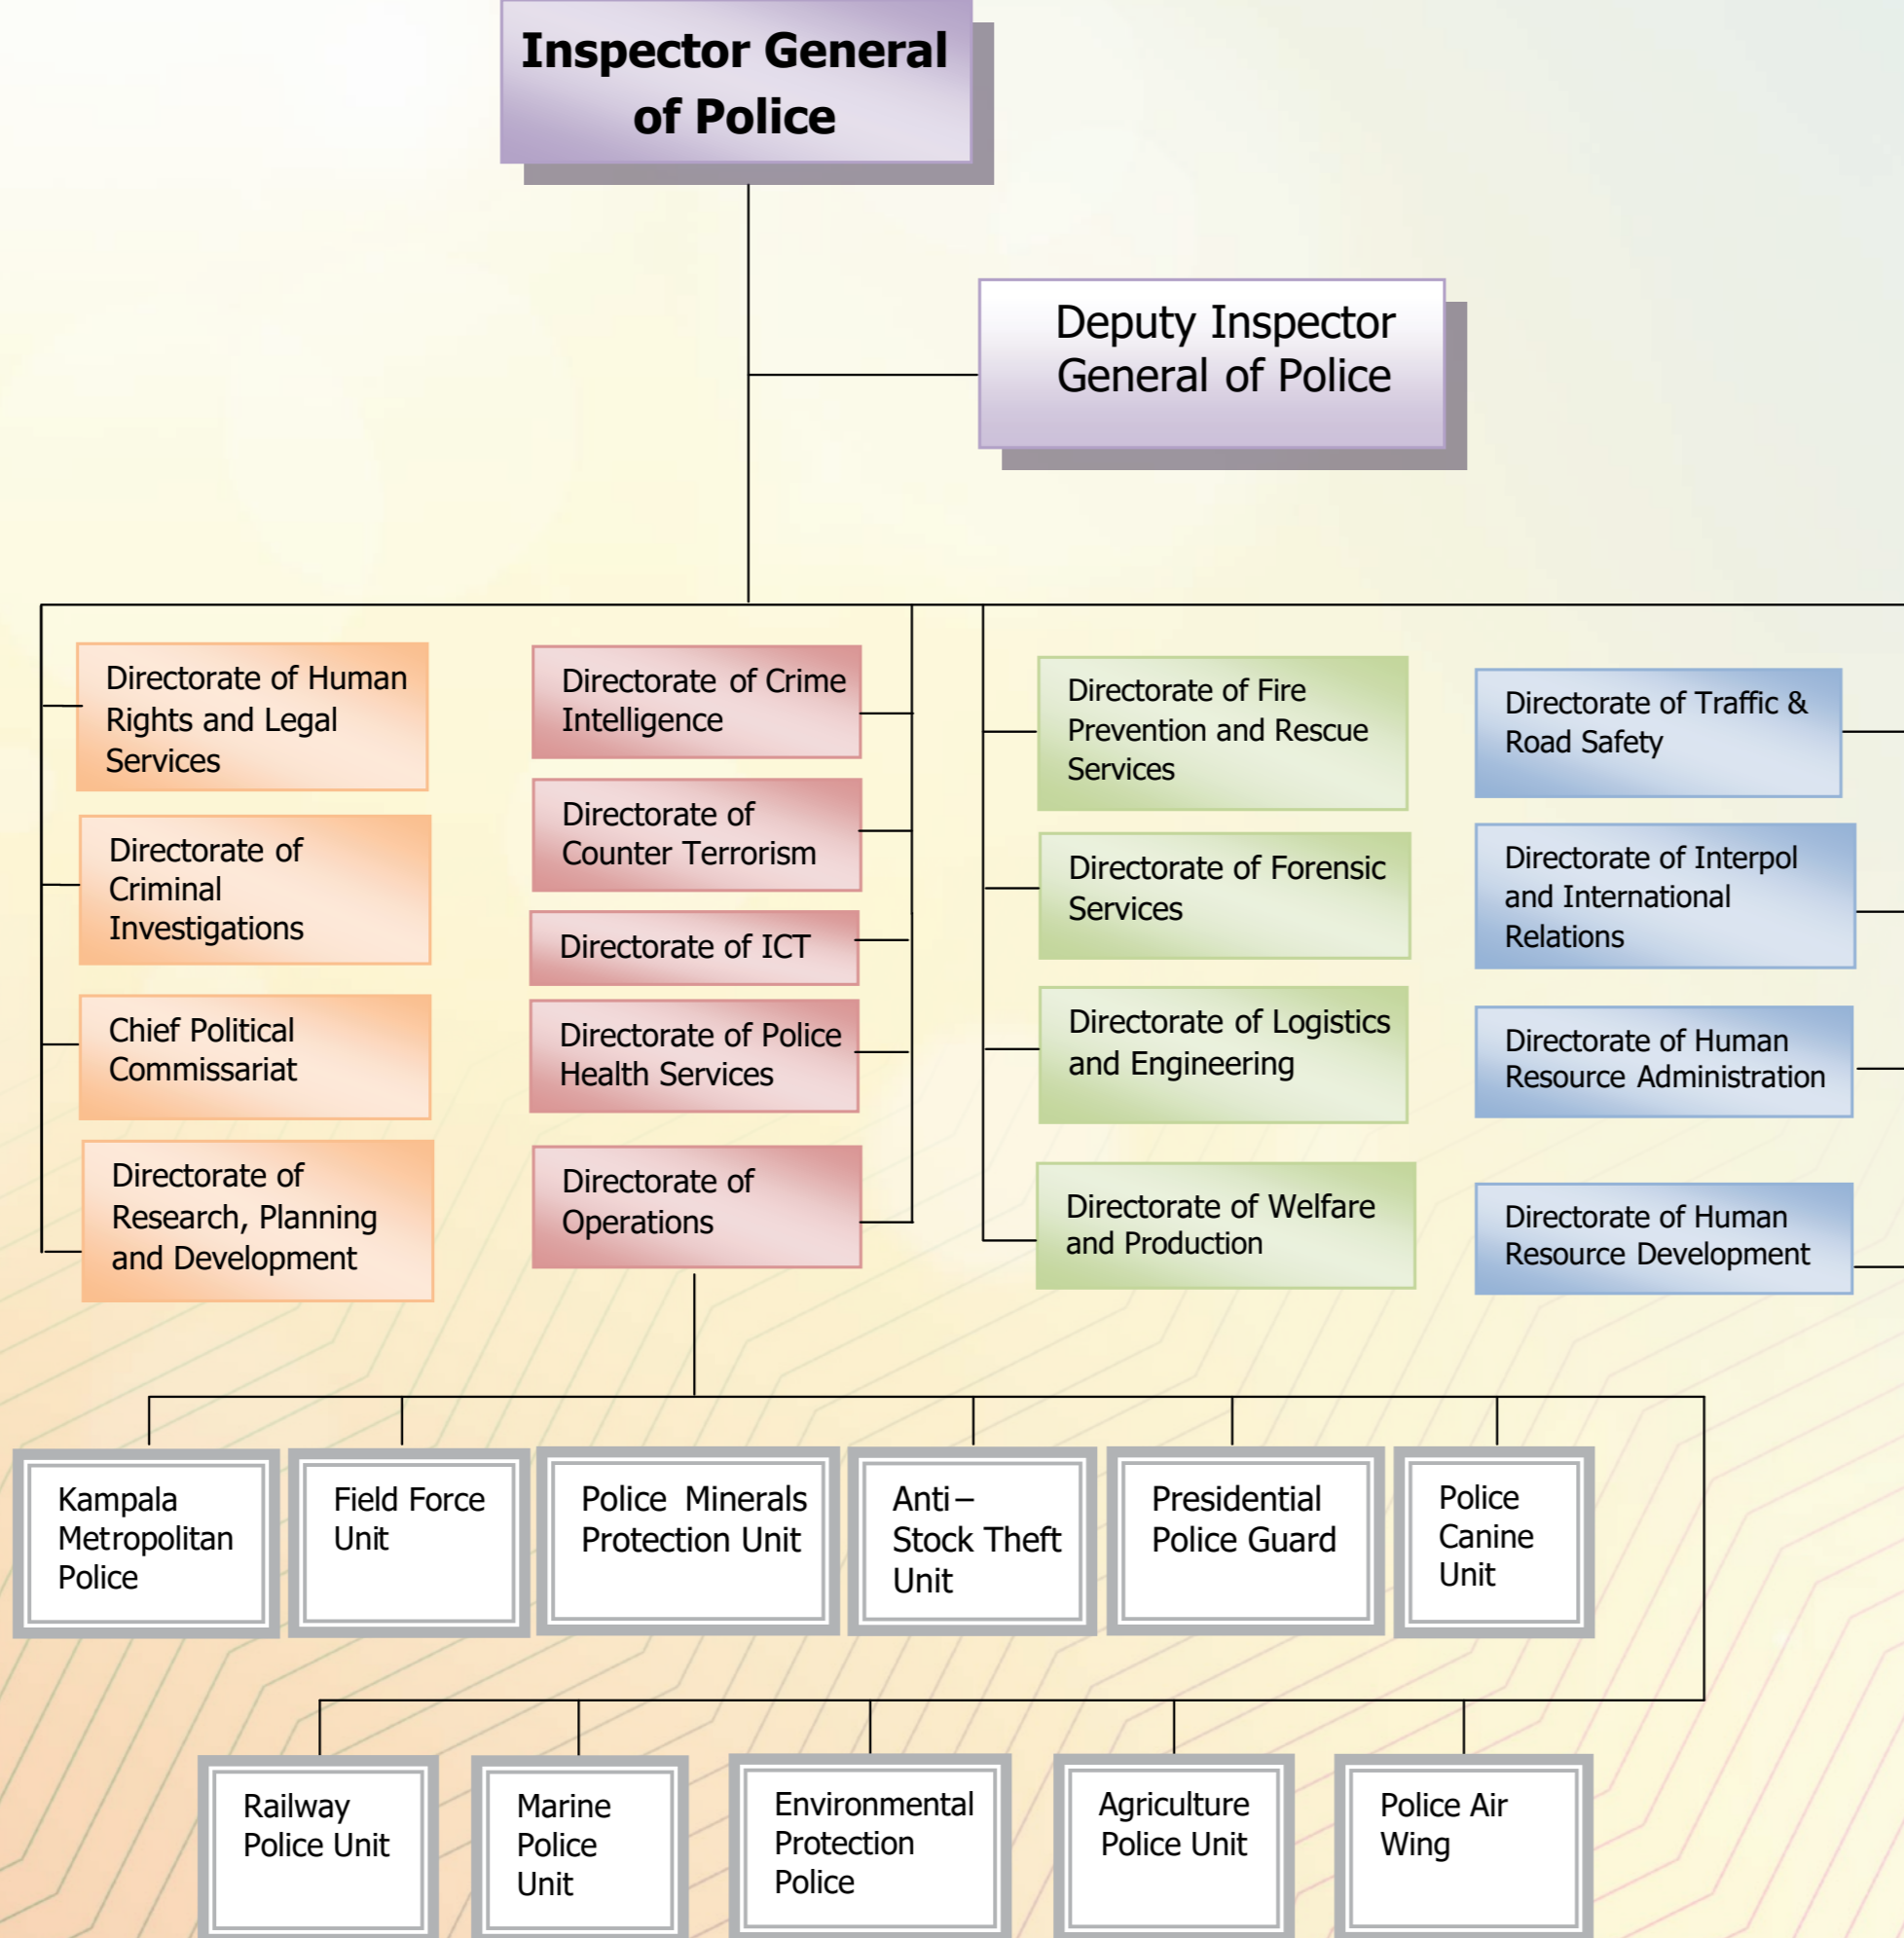 Inspector General
of Police
Deputy Inspector
General of Police
Directorate of Human
Rights and Legal
Services
Directorate of
Criminal
Investigations
Chief Political
Commissariat
Directorate of
Research, Planning
and Development
Directorate of Crime
Intelligence
Directorate of
Counter Terrorism
Directorate of ICT
Directorate of Police
Health Services
Directorate of
Operations
Directorate of Fire
Prevention and Rescue
Services
Directorate of Forensic
Services
Directorate of Logistics
and Engineering
Directorate of Welfare
and Production
Directorate of Traffic &
Road Safety
Directorate of Interpol
and International
Relations
Directorate of Human
Resource Administration
Directorate of Human
Resource Development
Kampala
Metropolitan
Police
Field Force
Unit
Police Minerals
Protection Unit
Anti –
Stock Theft
Unit
Presidential
Police Guard
Police
Canine
Unit
Railway
Police Unit
Marine
Police
Unit
Environmental
Protection
Police
Agriculture
Police Unit
Police Air
Wing